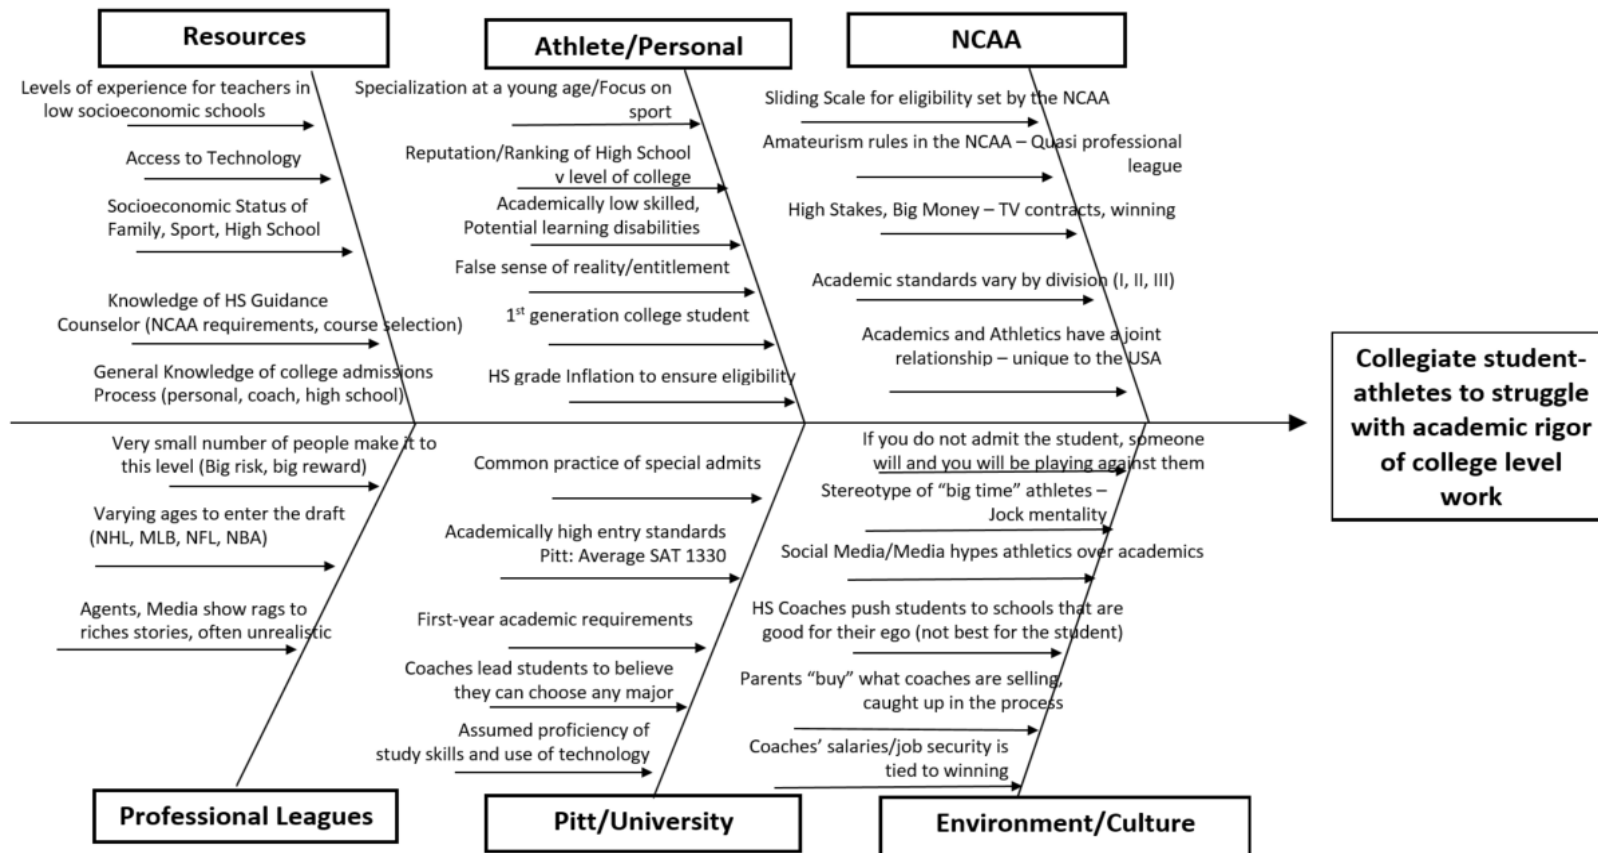 Resources
Levels of experience for teachers in
low socioeconomic schools
Access to Technology
Socioeconomic Status of
Family, Sport, High School
Knowledge of HS Guidance
Counselor (NCAA requirements, course selection)
General Knowledge of college admissions
Process (personal, coach, high school)
Athlete/Personal
Specialization at a young age/Focus on
sport
Reputation/Ranking of High School
v level of college
Academically low skilled,
Potential learning disabilities
False sense of reality/entitlement
1st generation college student
HS grade Inflation to ensure eligibility
NCAA
Sliding Scale for eligibility set by the NCAA
Amateurism rules in the NCAA – Quasi professional
league
High Stakes, Big Money – TV contracts, winning
Academic standards vary by division (I, II, III)
Academics and Athletics have a joint
relationship – unique to the USA
Collegiate student-
athletes to struggle
with academic rigor
of college level
work
Very small number of people make it to
this level (Big risk, big reward)
Varying ages to enter the draft
(NHL, MLB, NFL, NBA)
Agents, Media show rags to
riches stories, often unrealistic
Professional Leagues
Common practice of special admits
Academically high entry standards
Pitt: Average SAT 1330
First-year academic requirements
Coaches lead students to believe
they can choose any major
Assumed proficiency of
study skills and use of technology
Pitt/University
If you do not admit the student, someone
will and you will be playing against them
Stereotype of “big time” athletes –
Jock mentality
Social Media/Media hypes athletics over academics
HS Coaches push students to schools that are
good for their ego (not best for the student)
Parents “buy” what coaches are selling,
caught up in the process
Coaches’ salaries/job security is
tied to winning
Environment/Culture